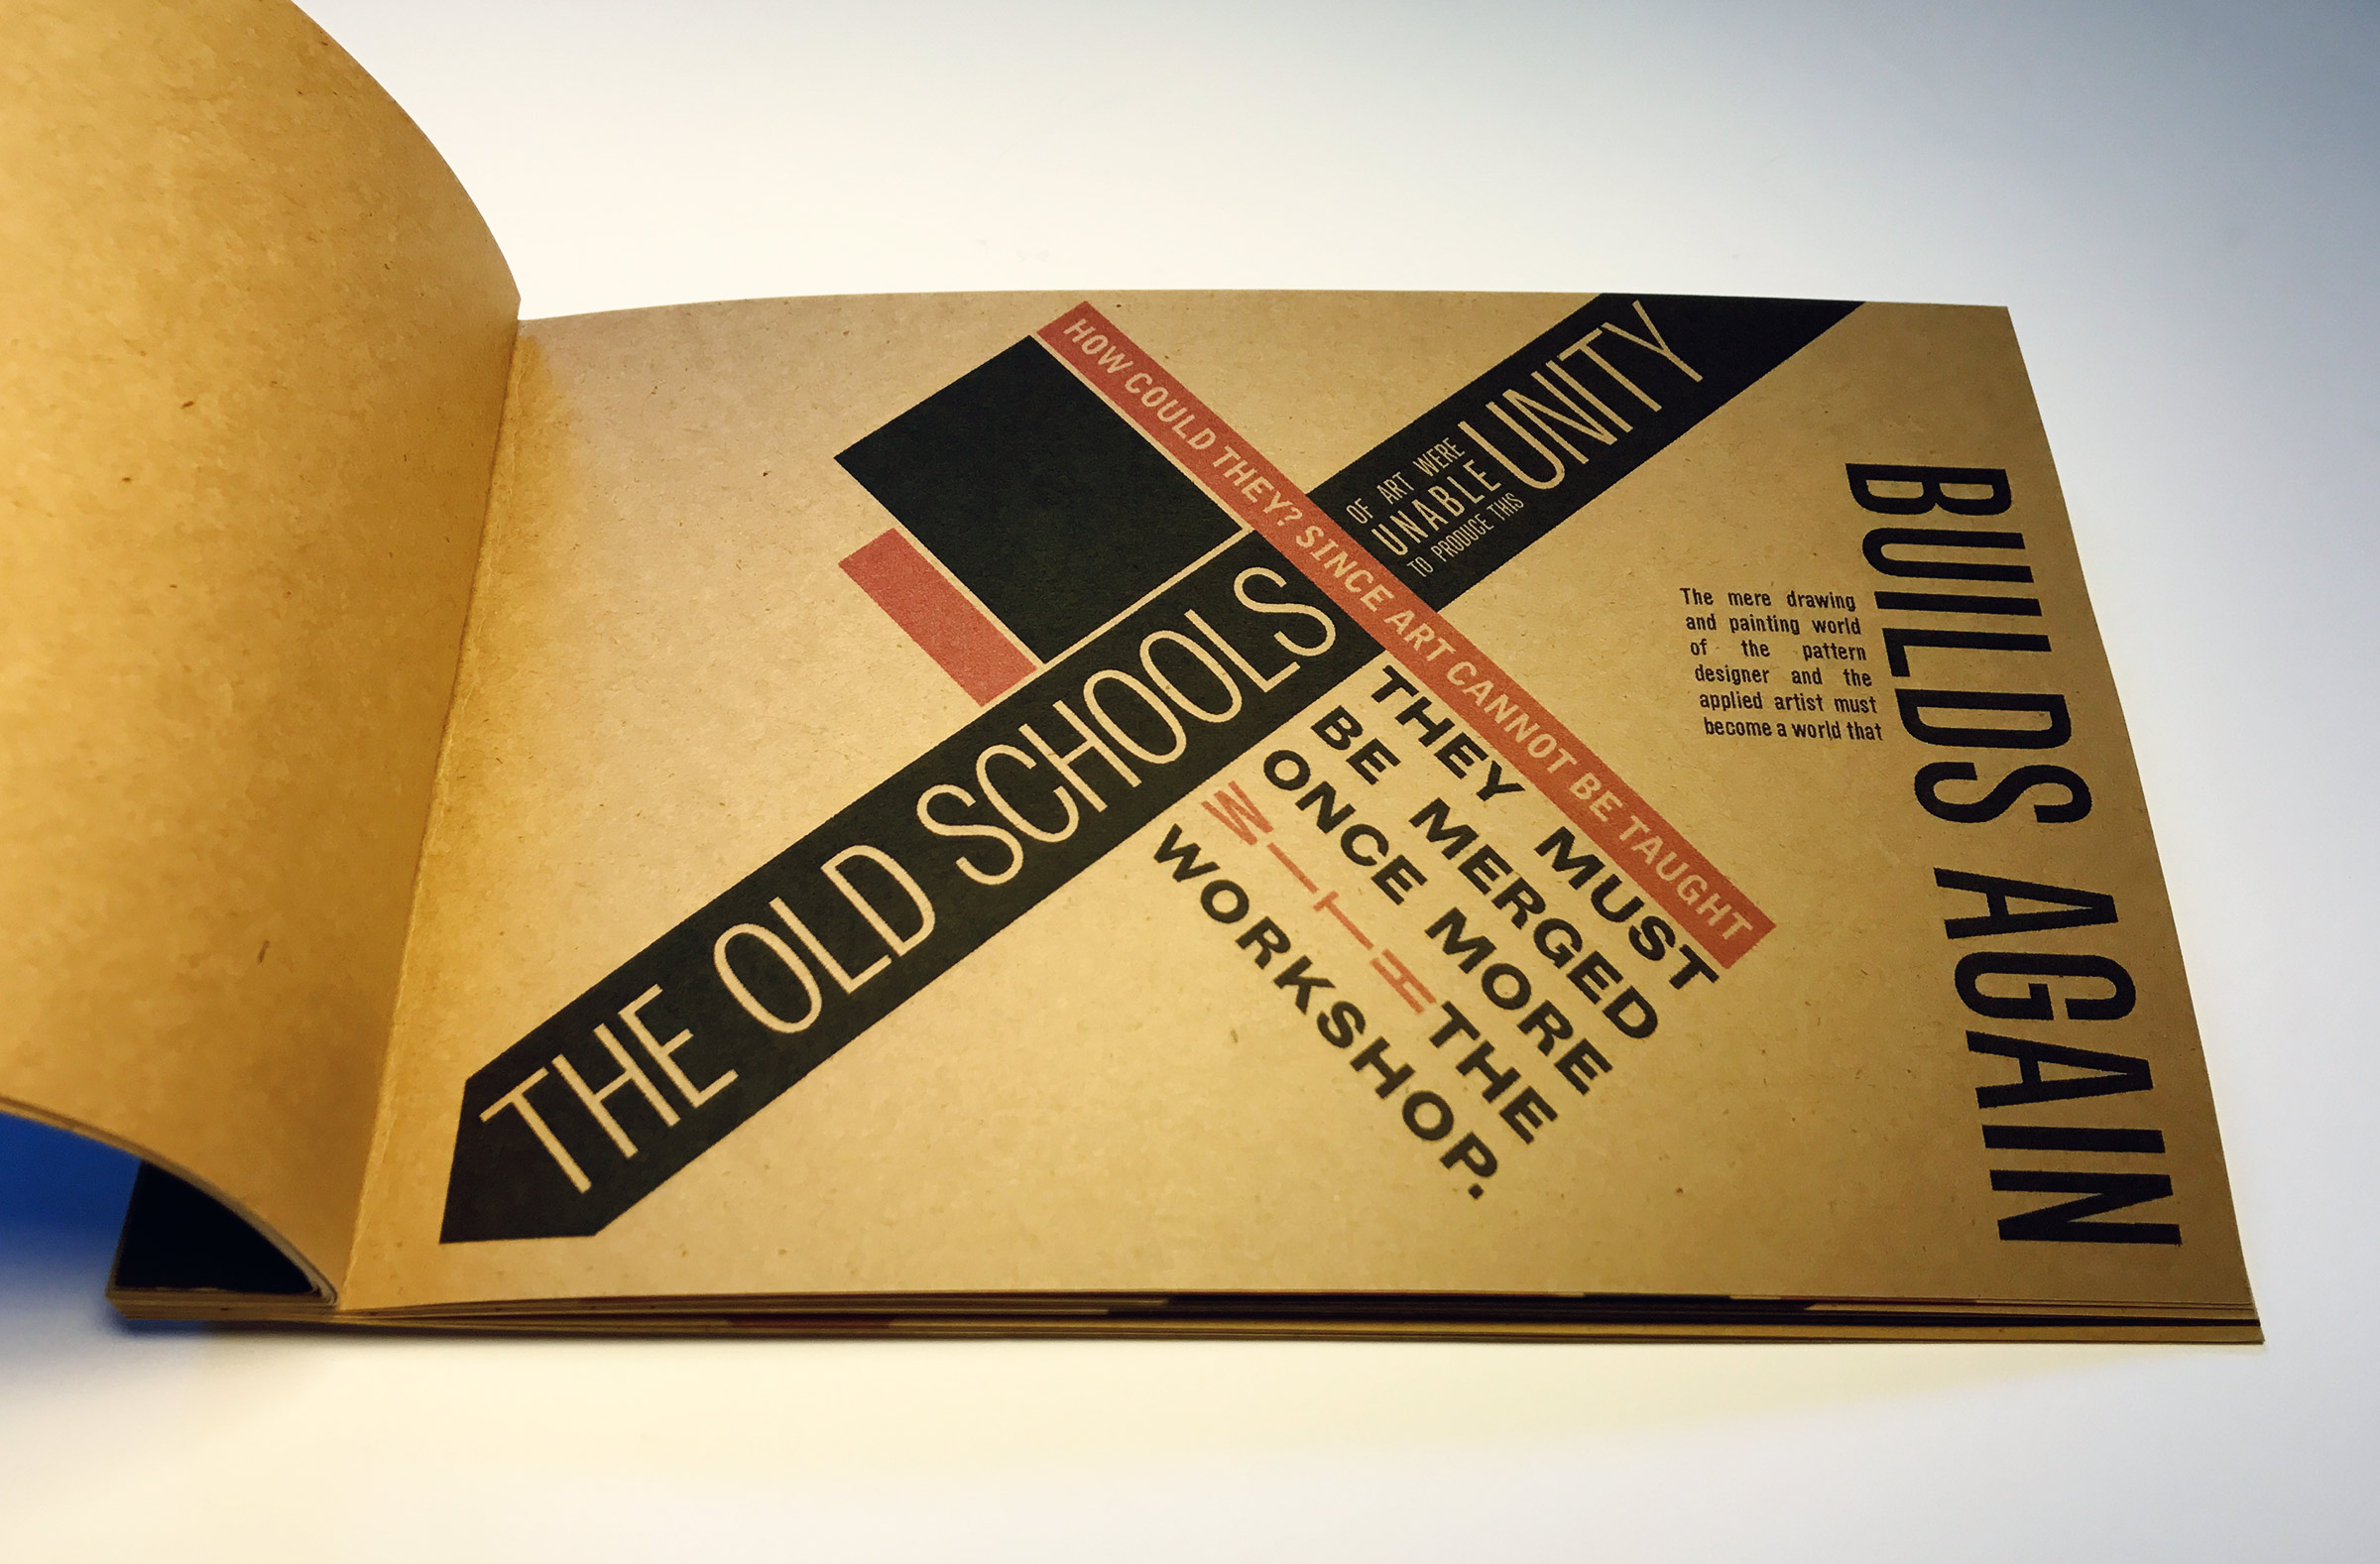 THE OLD SCHOOLS
OF ART WERE
UNABLE
TO PRODUCE THIS
UNITY
HOW COULD THEY? SINCE ART CANNOT BE TAUGHT
THEY MUST
BE MERGED
ONCE MORE
WITH THE
WORKSHOP.
The mere drawing
and painting world
of the pattern
designer and the
applied artist must
become a world that
BUILDS AGAIN